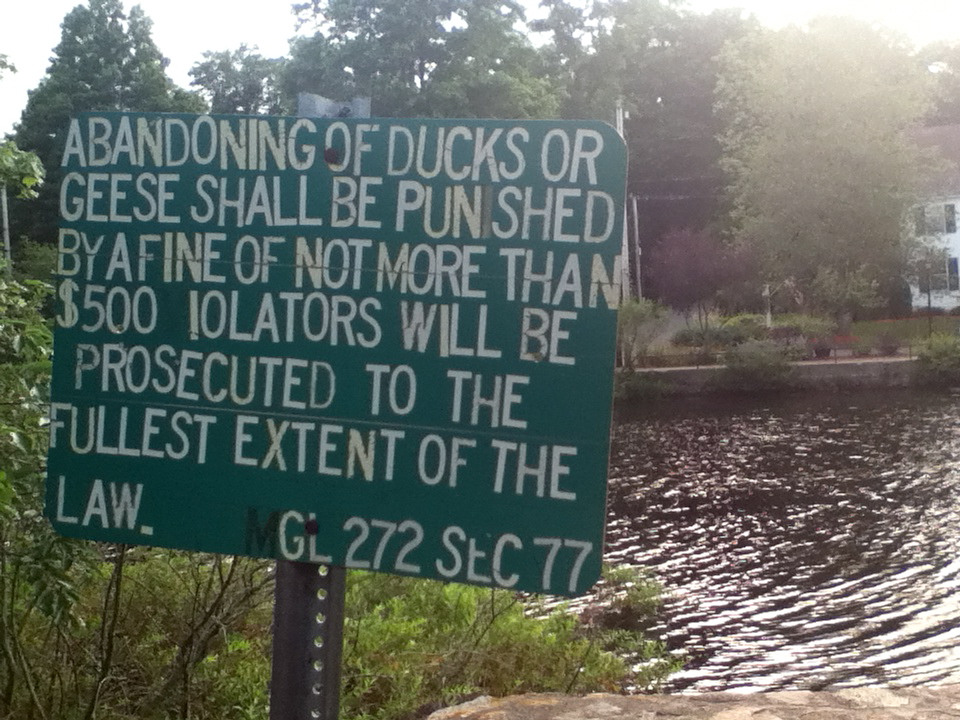 ABANDONING OF DUCKS OR
GEESE SHALL BE PUNISHED
BY A FINE OF NOT MORE THAN
$500 IOLATORS WILL BE
PROSECUTED TO THE
FULLEST EXTENT OF THE
LAW. MGL 272 SEC 77